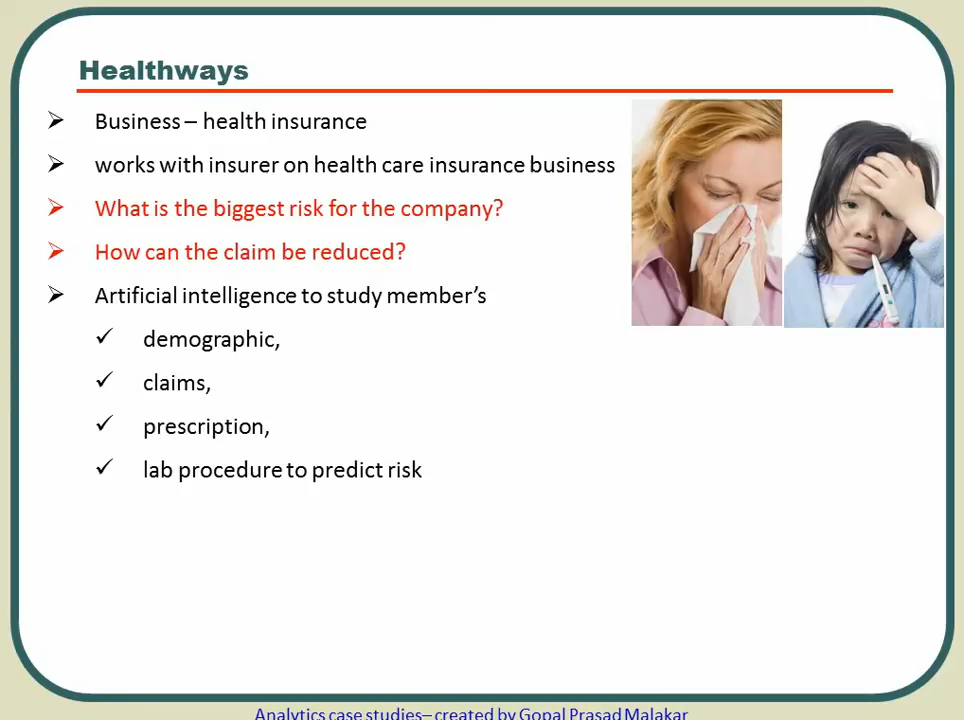 Healthways
Business – health insurance
works with insurer on health care insurance business
What is the biggest risk for the company?
How can the claim be reduced?
Artificial intelligence to study member’s
demographic,
claims,
prescription,
lab procedure to predict risk
Analytics case studies– created by Gopal Prasad Malakar